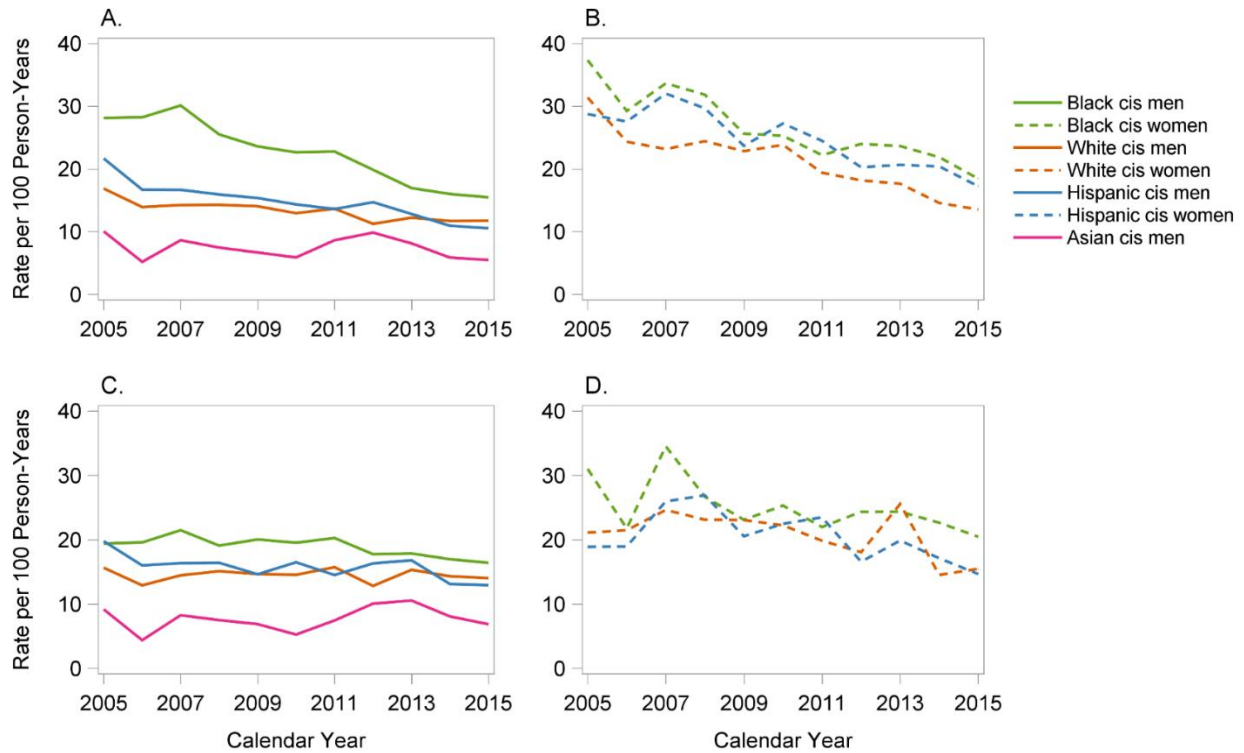 A.
B.
Rate per 100 Person-Years
40
30
20
10
0
2005 2007 2009 2011 2013 2015
40
30
20
10
0
2005 2007 2009 2011 2013 2015
Black cis men
Black cis women
White cis men
White cis women
Hispanic cis men
Hispanic cis women
Asian cis men
C.
D.
Rate per 100 Person-Years
40
30
20
10
0
2005 2007 2009 2011 2013 2015
Calendar Year
40
30
20
10
0
2005 2007 2009 2011 2013 2015
Calendar Year